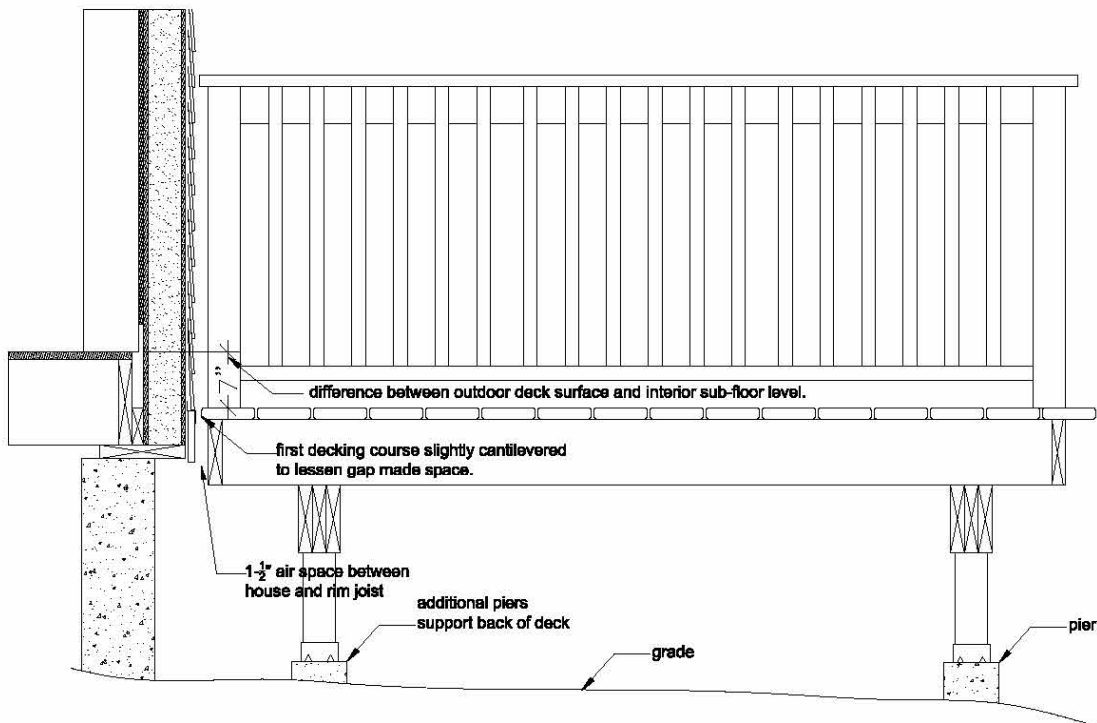 7"
difference between outdoor deck surface and interior sub-floor level.
first decking course slightly cantilevered
to lessen gap made space.
1-1/2" air space between
house and rim joist
additional piers
support back of deck
grade
pier